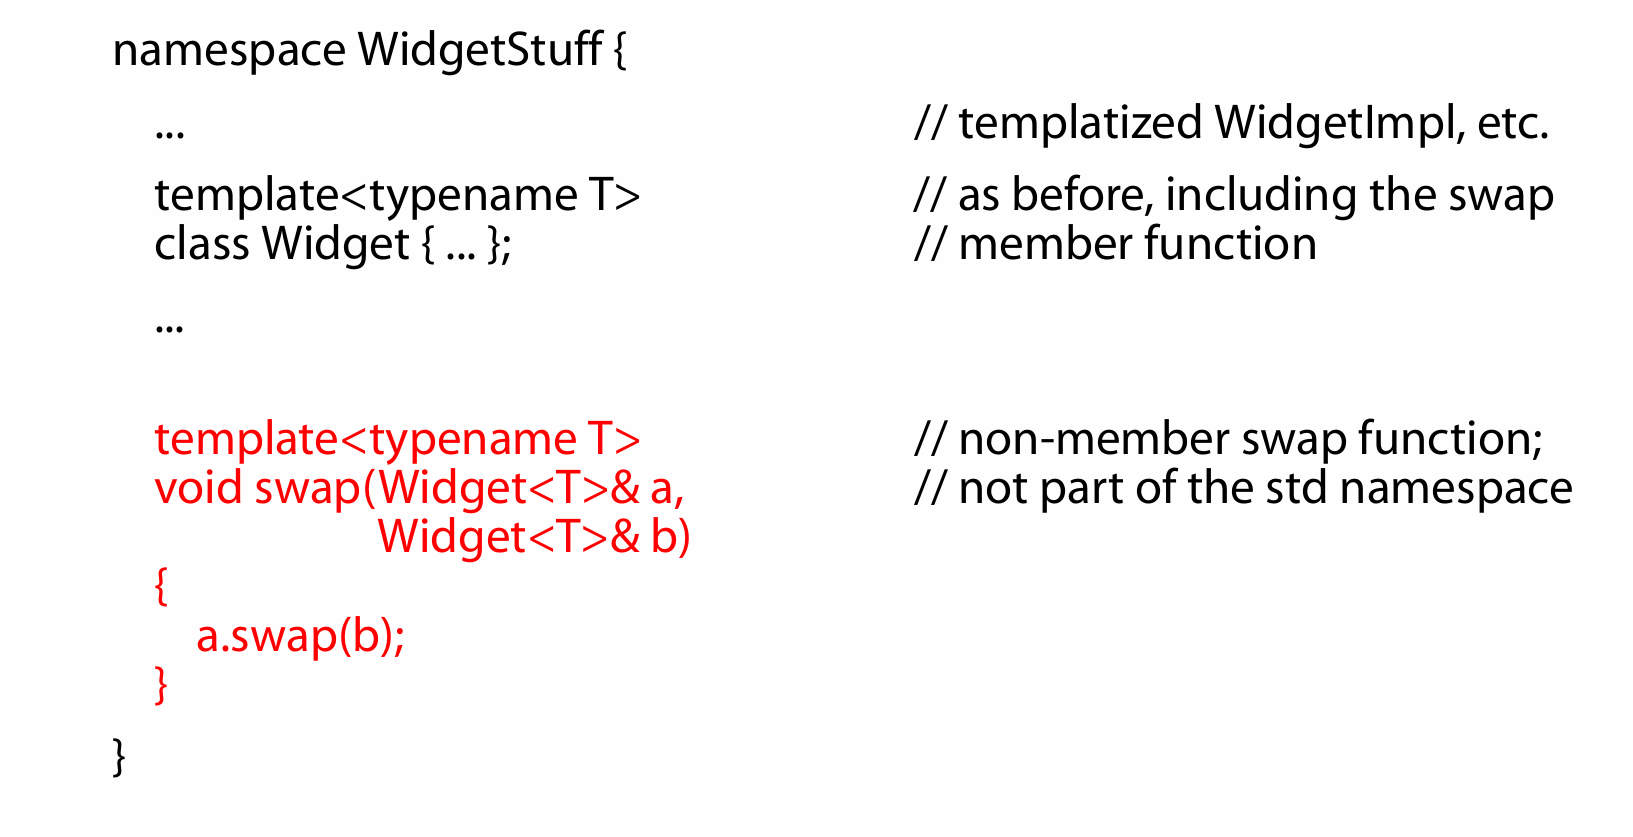 namespace WidgetStuff {
... // templatized WidgetImpl, etc.
template<typename T> // as before, including the swap
class Widget { ... }; // member function
...
template<typename T> // non-member swap function;
void swap(Widget<T>& a, // not part of the std namespace
Widget<T>& b)
{
a.swap(b);
}
}